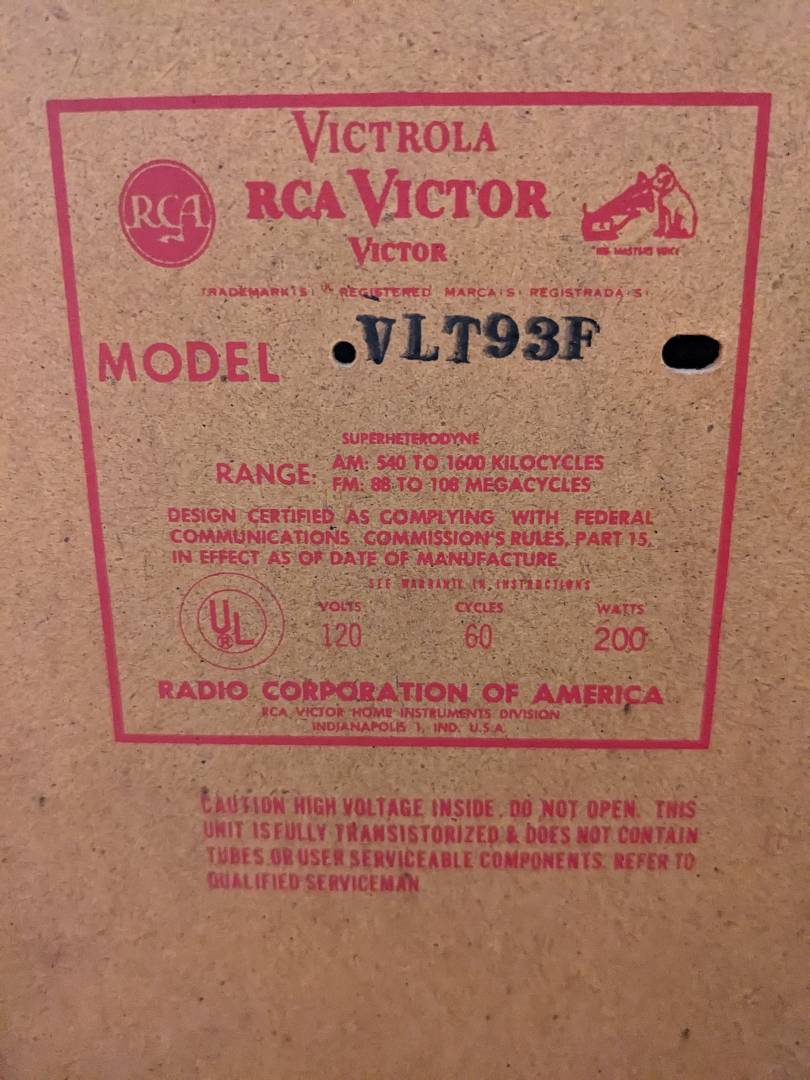 VICTROLA
RCA
RCA VICTOR
HIS MASTER'S VOICE
VICTOR
TRADEMARK(S) ® REGISTERED MARCA(S) REGISTRADA(S)
MODEL VLT93F
SUPERHETERODYNE
RANGE: AM: 540 TO 1600 KILOCYCLES
FM: 88 TO 108 MEGACYCLES
DESIGN CERTIFIED AS COMPLYING WITH FEDERAL
COMMUNICATIONS COMMISSION'S RULES, PART 15,
IN EFFECT AS OF DATE OF MANUFACTURE.
SEE WARRANTY IN INSTRUCTIONS
UL ®
VOLTS CYCLES WATTS
120 60 200
RADIO CORPORATION OF AMERICA
RCA VICTOR HOME INSTRUMENTS DIVISION
INDIANAPOLIS 1, IND. U.S.A.
CAUTION HIGH VOLTAGE INSIDE. DO NOT OPEN. THIS
UNIT IS FULLY TRANSISTORIZED & DOES NOT CONTAIN
TUBES OR USER SERVICEABLE COMPONENTS. REFER TO
QUALIFIED SERVICEMAN